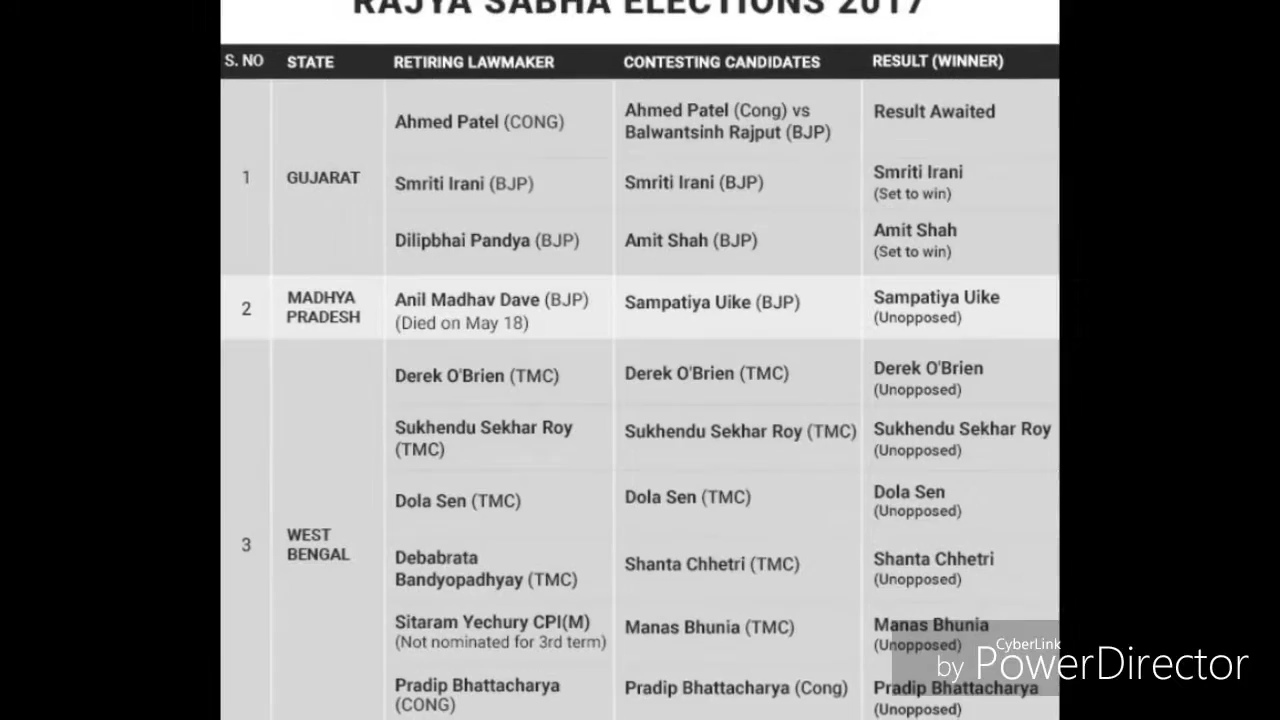 RAJYA SABHA ELECTIONS 2017
S. NO STATE RETIRING LAWMAKER CONTESTING CANDIDATES RESULT (WINNER)
1 GUJARAT
Ahmed Patel (CONG)
Ahmed Patel (Cong) vs
Balwantsinh Rajput (BJP)
Result Awaited
Smriti Irani (BJP)
Smriti Irani (BJP)
Smriti Irani
(Set to win)
Dilipbhai Pandya (BJP)
Amit Shah (BJP)
Amit Shah
(Set to win)
2
MADHYA
PRADESH
Anil Madhav Dave (BJP)
(Died on May 18)
Sampatiya Uike (BJP)
Sampatiya Uike
(Unopposed)
3
WEST
BENGAL
Derek O'Brien (TMC)
Derek O'Brien (TMC)
Derek O'Brien
(Unopposed)
Sukhendu Sekhar Roy
(TMC)
Sukhendu Sekhar Roy (TMC)
Sukhendu Sekhar Roy
(Unopposed)
Dola Sen (TMC)
Dola Sen (TMC)
Dola Sen
(Unopposed)
Debabrata
Bandyopadhyay (TMC)
Shanta Chhetri (TMC)
Shanta Chhetri
(Unopposed)
Sitaram Yechury CPI(M)
(Not nominated for 3rd term)
Manas Bhunia (TMC)
Manas Bhunia
(Unopposed)
Pradip Bhattacharya
(CONG)
Pradip Bhattacharya (Cong)
Pradip Bhattacharya
(Unopposed)
CyberLink
by PowerDirector